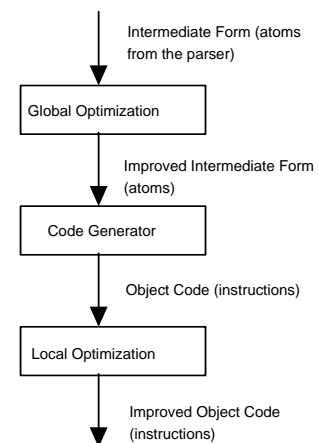 Intermediate Form (atoms
from the parser)
Global Optimization
Improved Intermediate Form
(atoms)
Code Generator
Object Code (instructions)
Local Optimization
Improved Object Code
(instructions)